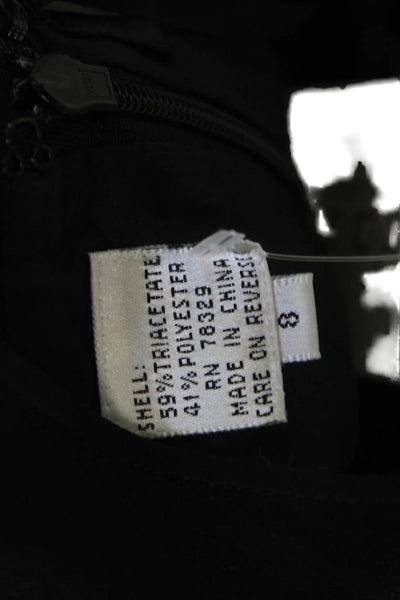 SHELL:
59%TRIACETATE
41%POLYESTER
RN 78329
MADE IN CHINA
CARE ON REVERSE
8